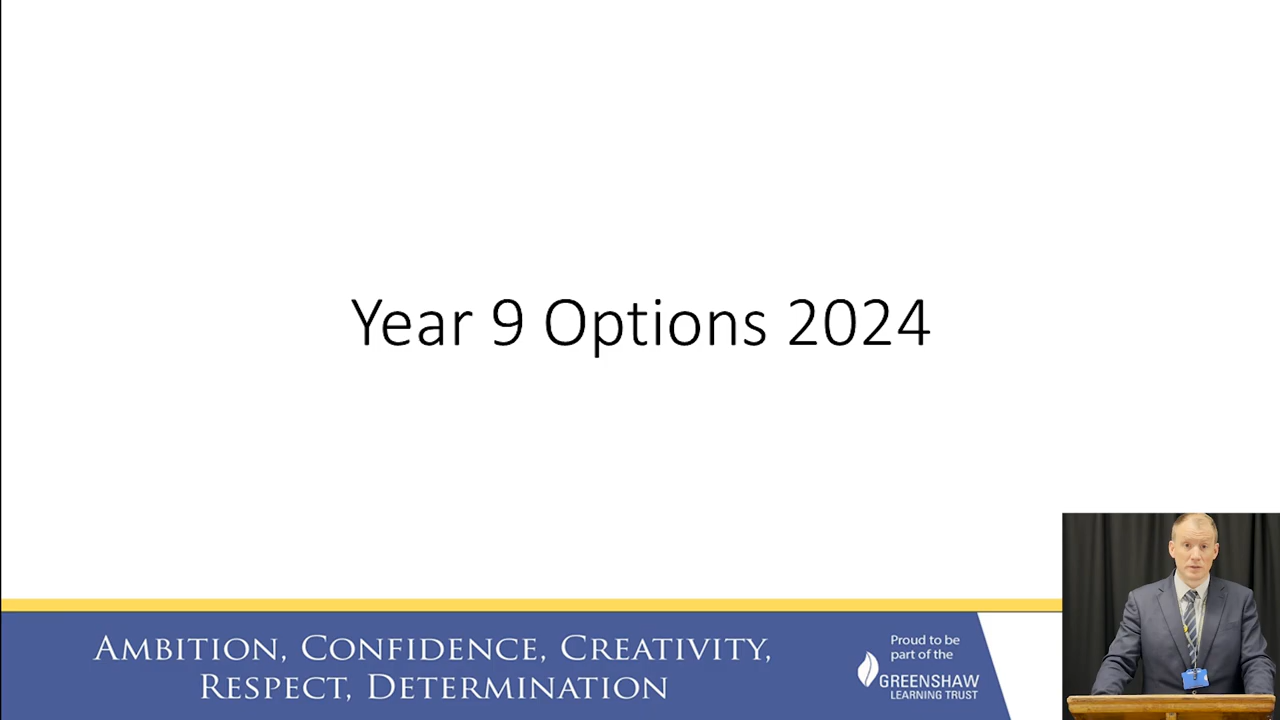 Year 9 Options 2024
AMBITION, CONFIDENCE, CREATIVITY,
RESPECT, DETERMINATION
Proud to be
part of the
GREENSHAW
LEARNING TRUST